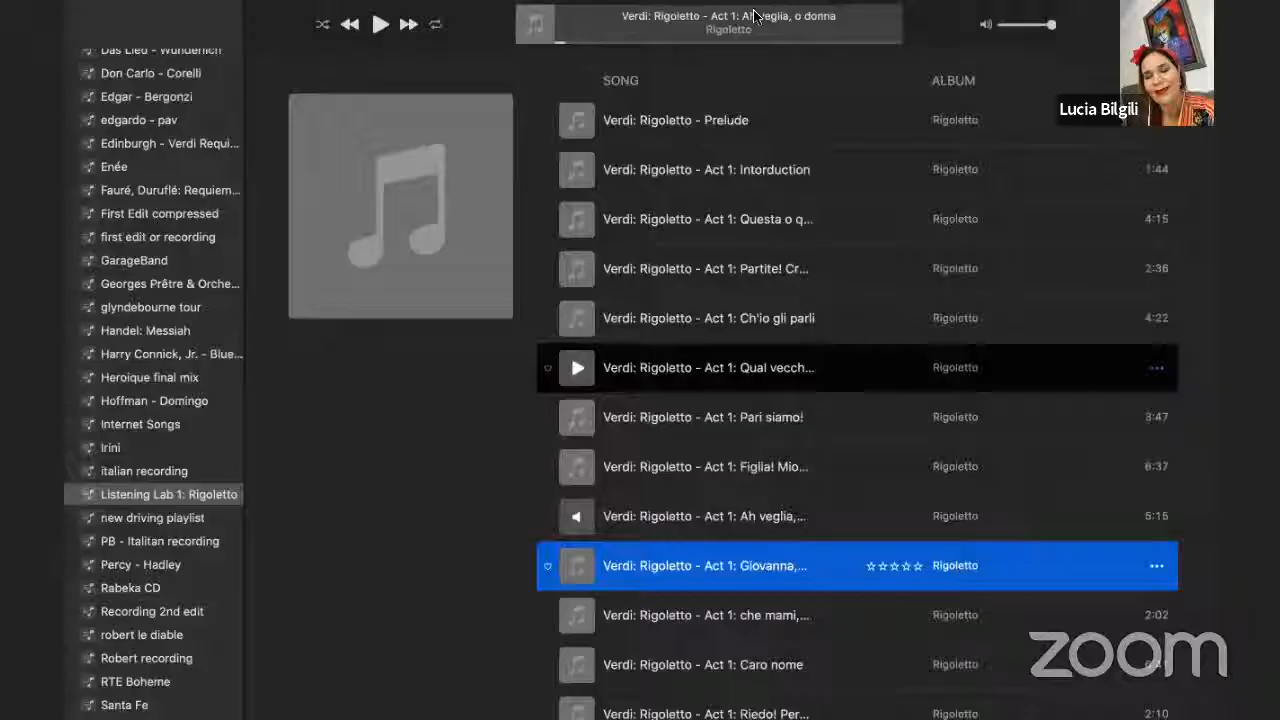 Verdi: Rigoletto - Act 1: Ah veglia, o donna
Rigoletto
Das Lied - Wunderlich
Don Carlo - Corelli
Edgar - Bergonzi
edgardo - pav
Edinburgh - Verdi Requi...
Enée
Fauré, Duruflé: Requiem...
First Edit compressed
first edit or recording
GarageBand
Georges Prêtre & Orche...
glyndebourne tour
Handel: Messiah
Harry Connick, Jr. - Blue...
Heroique final mix
Hoffman - Domingo
Internet Songs
Irini
italian recording
Listening Lab 1: Rigoletto
new driving playlist
PB - Italitan recording
Percy - Hadley
Rabeka CD
Recording 2nd edit
robert le diable
Robert recording
RTE Boheme
Santa Fe
SONG ALBUM
Verdi: Rigoletto - Prelude Rigoletto
Verdi: Rigoletto - Act 1: Intorduction Rigoletto 1:44
Verdi: Rigoletto - Act 1: Questa o q... Rigoletto 4:15
Verdi: Rigoletto - Act 1: Partite! Cr... Rigoletto 2:36
Verdi: Rigoletto - Act 1: Ch'io gli parli Rigoletto 4:22
Verdi: Rigoletto - Act 1: Qual vecch... Rigoletto
Verdi: Rigoletto - Act 1: Pari siamo! Rigoletto 3:47
Verdi: Rigoletto - Act 1: Figlia! Mio... Rigoletto 6:37
Verdi: Rigoletto - Act 1: Ah veglia,... Rigoletto 5:15
Verdi: Rigoletto - Act 1: Giovanna,... Rigoletto
Verdi: Rigoletto - Act 1: che mami,... Rigoletto 2:02
Verdi: Rigoletto - Act 1: Caro nome Rigoletto
Verdi: Rigoletto - Act 1: Riedo! Per... Rigoletto 2:10
Lucia Bilgili
zoom